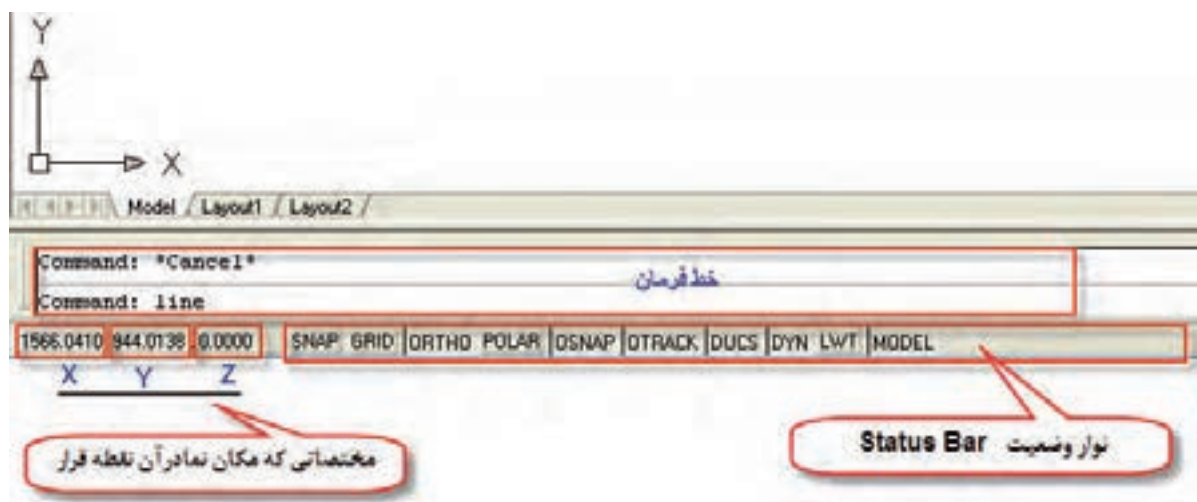 Y
X
Model / Layout1 / Layout2 /
Command: *Cancel*
خط فرمان
Command: line
1566.0410 944.0138 0.0000 SNAP GRID ORTHO POLAR OSNAP OTRACK DUCS DYN LWT MODEL
X Y Z
نوار وضعیت Status Bar
مختصاتی که مکان نمادرآن نقطه قرار